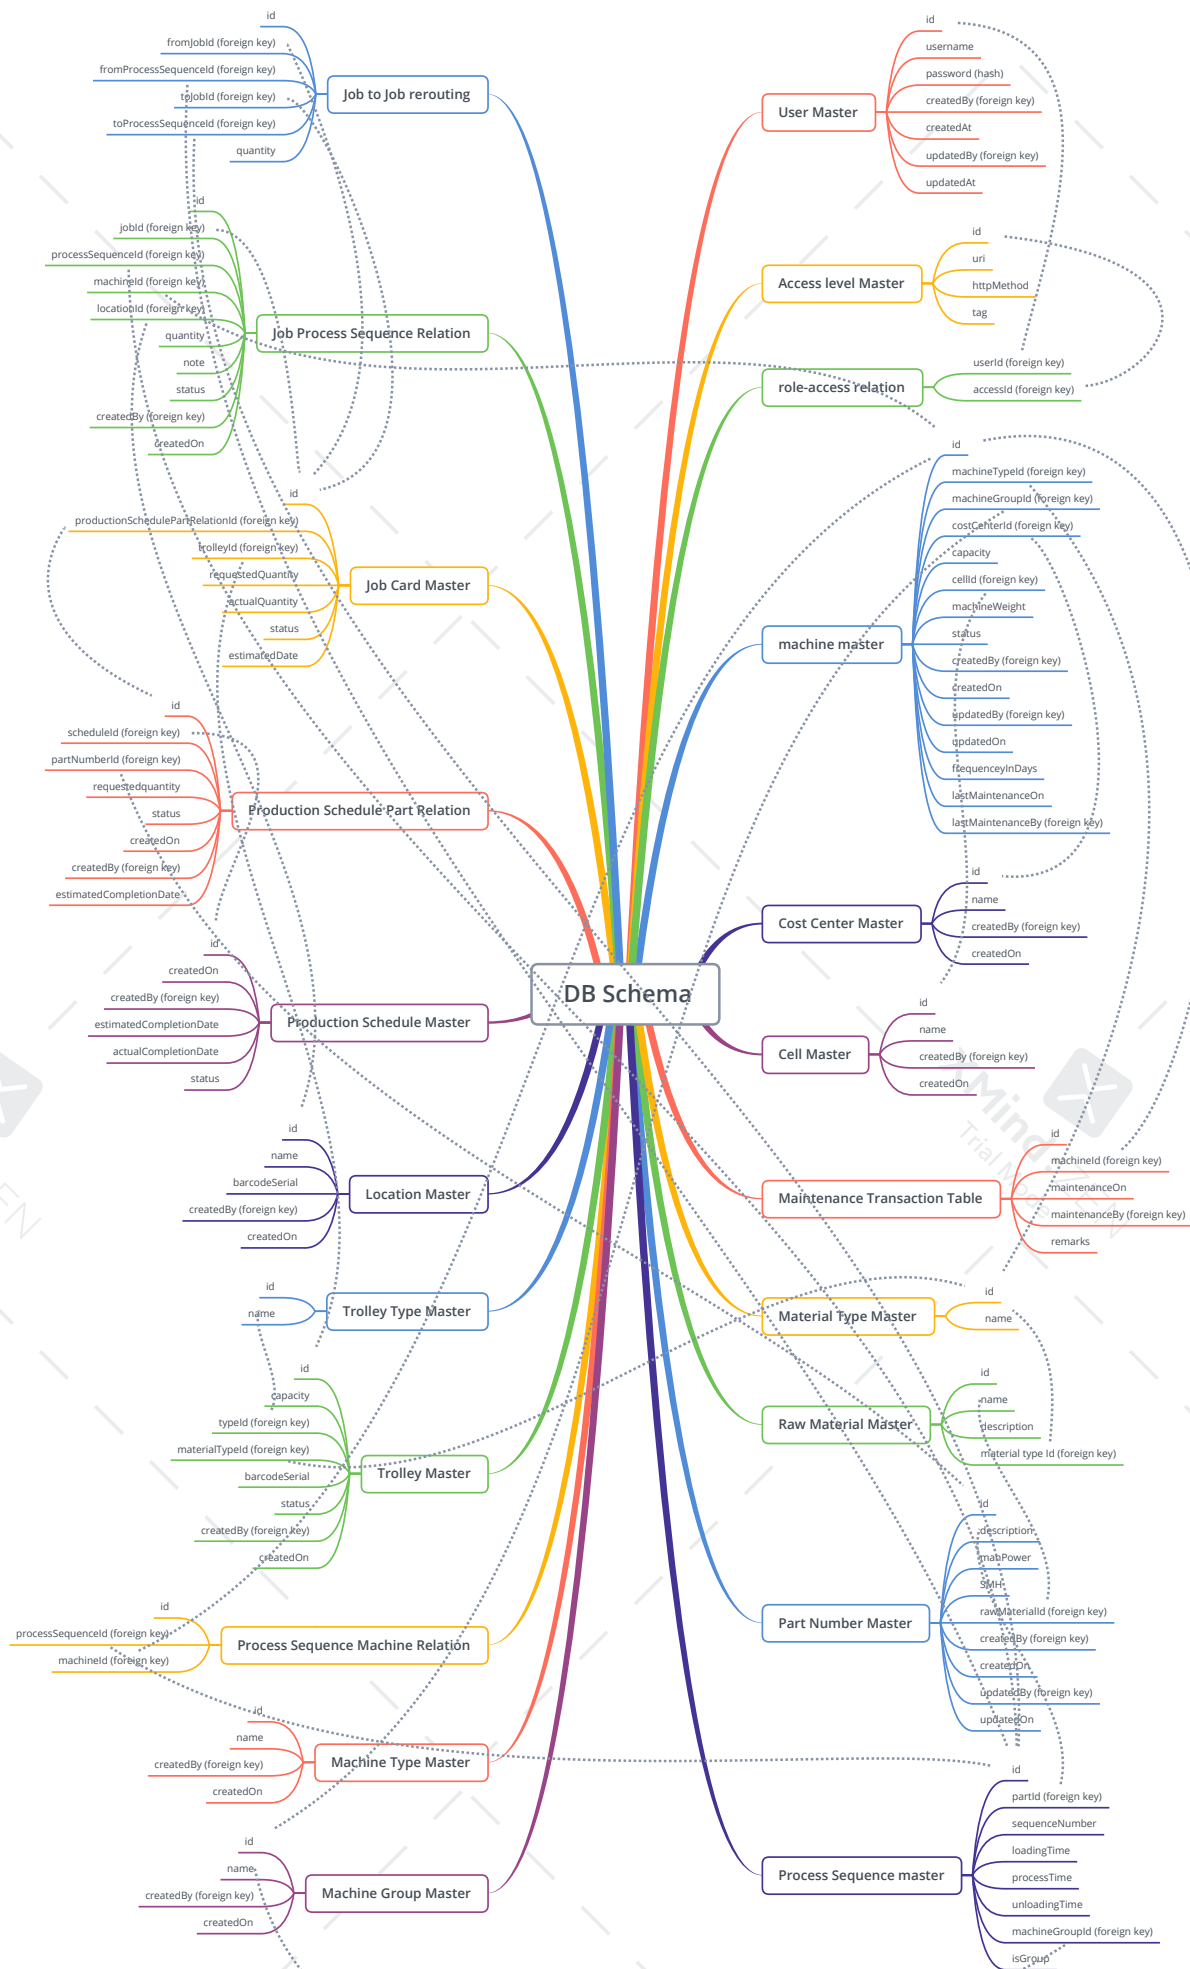 id
fromJobId (foreign key)
fromProcessSequenceId (foreign key)
toJobId (foreign key)
toProcessSequenceId (foreign key)
quantity
Job to Job rerouting
id
jobId (foreign key)
processSequenceId (foreign key)
machineId (foreign key)
locationId (foreign key)
quantity
note
status
createdBy (foreign key)
createdOn
Job Process Sequence Relation
id
productionSchedulePartRelationId (foreign key)
trolleyId (foreign key)
requestedQuantity
actualQuantity
status
estimatedDate
Job Card Master
id
scheduleId (foreign key)
partNumberId (foreign key)
requestedquantity
status
createdOn
createdBy (foreign key)
estimatedCompletionDate
Production Schedule Part Relation
id
createdOn
createdBy (foreign key)
estimatedCompletionDate
actualCompletionDate
status
Production Schedule Master
id
name
barcodeSerial
createdBy (foreign key)
createdOn
Location Master
id
name
Trolley Type Master
id
capacity
typeId (foreign key)
materialTypeId (foreign key)
barcodeSerial
status
createdBy (foreign key)
createdOn
Trolley Master
id
processSequenceId (foreign key)
machineId (foreign key)
Process Sequence Machine Relation
id
name
createdBy (foreign key)
createdOn
Machine Type Master
id
name
createdBy (foreign key)
createdOn
Machine Group Master
DB Schema
User Master
id
username
password (hash)
createdBy (foreign key)
createdAt
updatedBy (foreign key)
updatedAt
Access level Master
id
uri
httpMethod
tag
role-access relation
userId (foreign key)
accessId (foreign key)
machine master
id
machineTypeId (foreign key)
machineGroupId (foreign key)
costCenterId (foreign key)
capacity
cellId (foreign key)
machineWeight
status
createdBy (foreign key)
createdOn
updatedBy (foreign key)
updatedOn
frequenceyInDays
lastMaintenanceOn
lastMaintenanceBy (foreign key)
Cost Center Master
id
name
createdBy (foreign key)
createdOn
Cell Master
id
name
createdBy (foreign key)
createdOn
Maintenance Transaction Table
id
machineId (foreign key)
maintenanceOn
maintenanceBy (foreign key)
remarks
Material Type Master
id
name
Raw Material Master
id
name
description
material type Id (foreign key)
Part Number Master
id
description
manPower
SMH
rawMaterialId (foreign key)
createdBy (foreign key)
createdOn
updatedBy (foreign key)
updatedOn
Process Sequence master
id
partId (foreign key)
sequenceNumber
loadingTime
processTime
unloadingTime
machineGroupId (foreign key)
isGroup
XMind:ZEN
Trial Mode